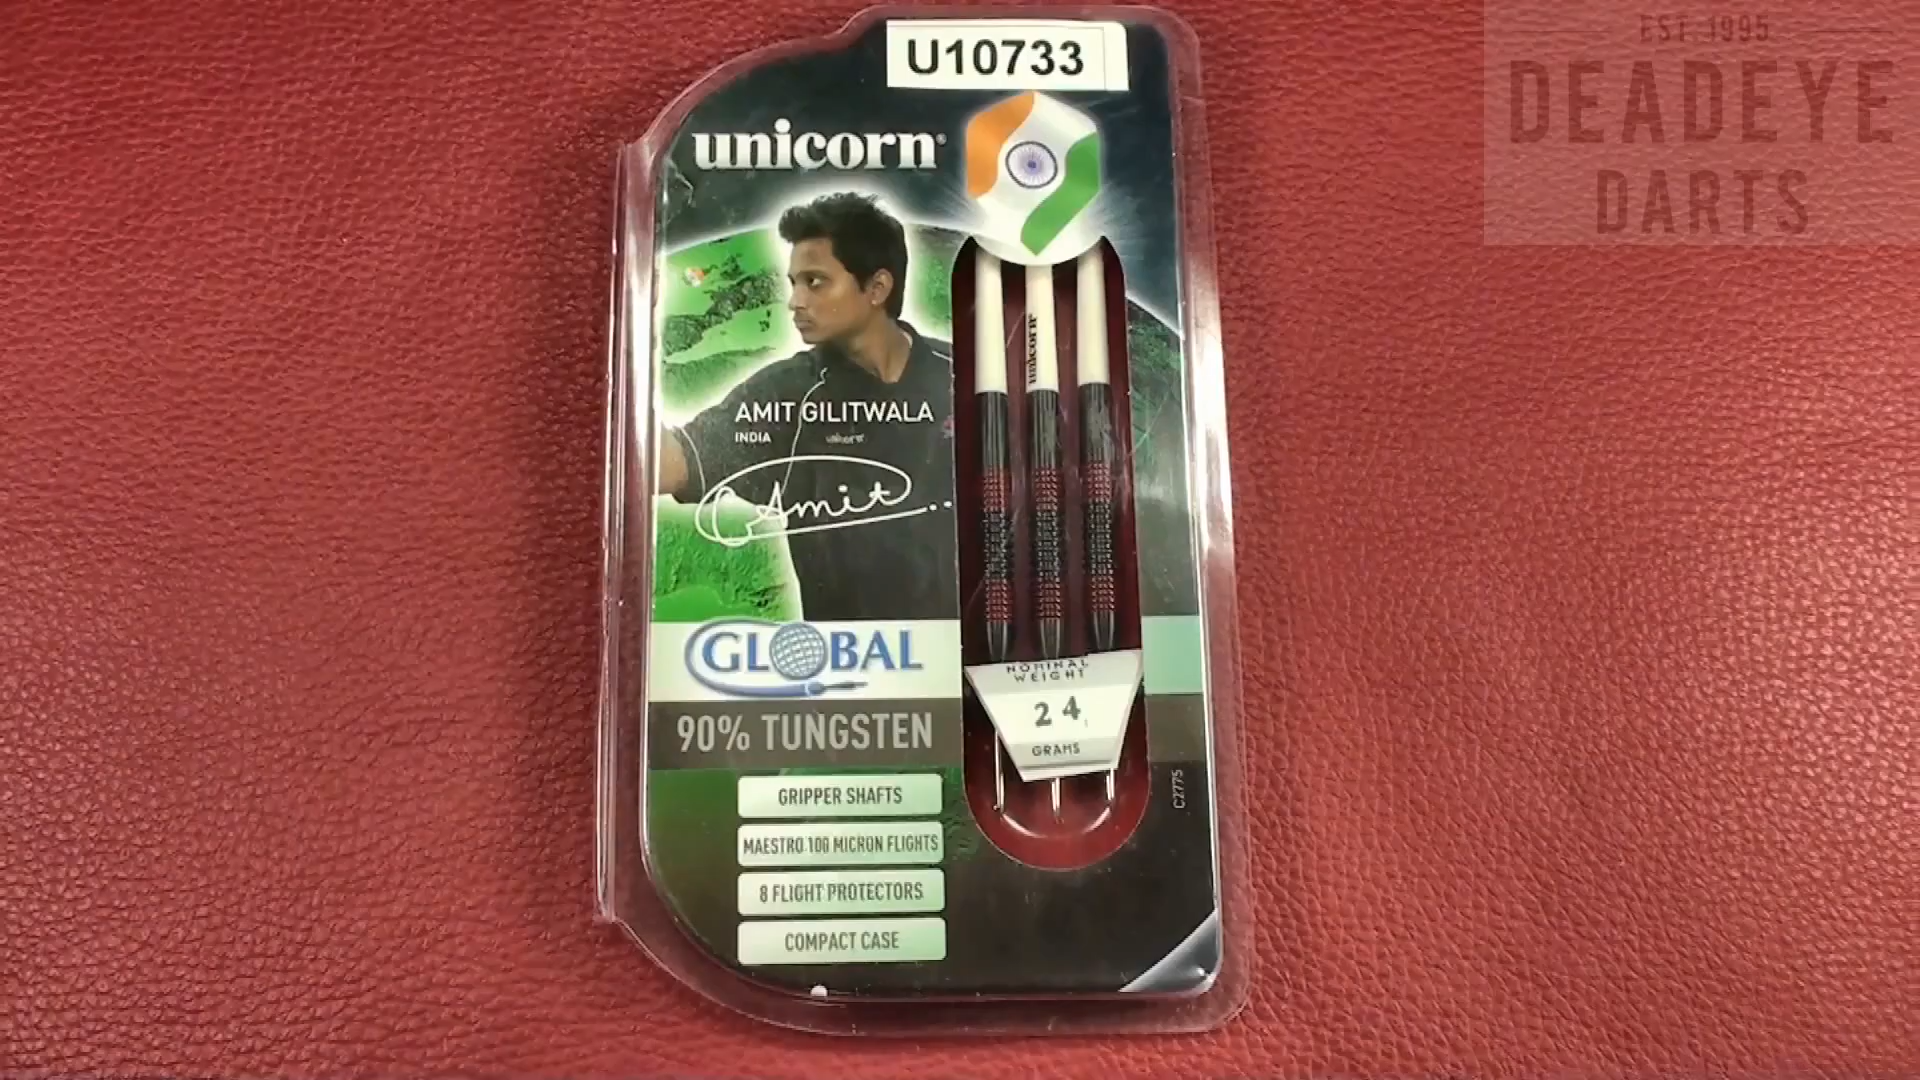 EST. 1995
DEADEYE
DARTS
U10733
unicorn®
unicorn
AMIT GILITWALA
INDIA
unicorn
Amit
GLOBAL
90% TUNGSTEN
NOMINAL
WEIGHT
24
GRAMS
GRIPPER SHAFTS
MAESTRO 100 MICRON FLIGHTS
8 FLIGHT PROTECTORS
COMPACT CASE
C2775